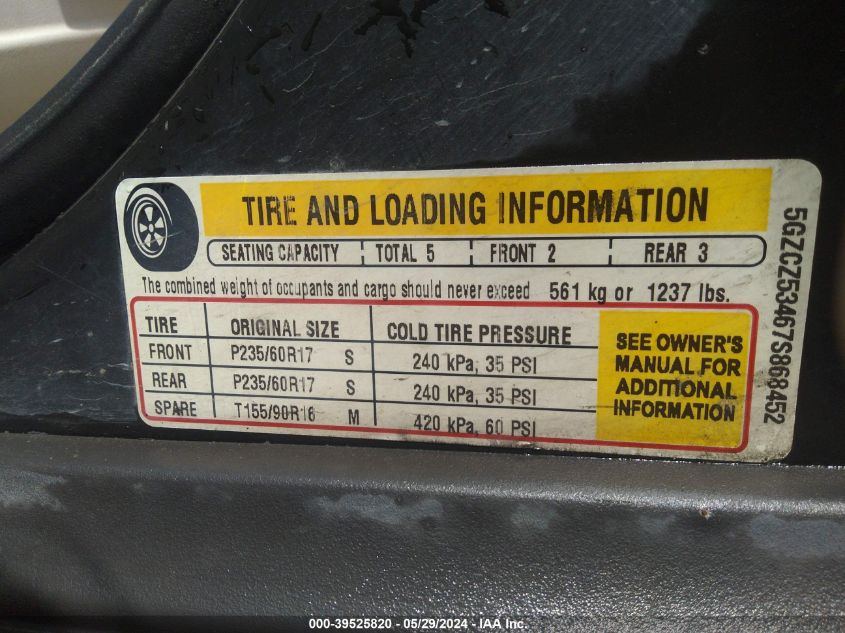 TIRE AND LOADING INFORMATION
SEATING CAPACITY TOTAL 5 FRONT 2 REAR 3
The combined weight of occupants and cargo should never exceed 561 kg or 1237 lbs.
TIRE ORIGINAL SIZE COLD TIRE PRESSURE
FRONT P235/60R17 S 240 kPa, 35 PSI
REAR P235/60R17 S 240 kPa, 35 PSI
SPARE T155/90R16 M 420 kPa, 60 PSI
SEE OWNER'S
MANUAL FOR
ADDITIONAL
INFORMATION
5GZCZ53467S868452
000-39525820 — 05/29/2024 — IAA Inc.